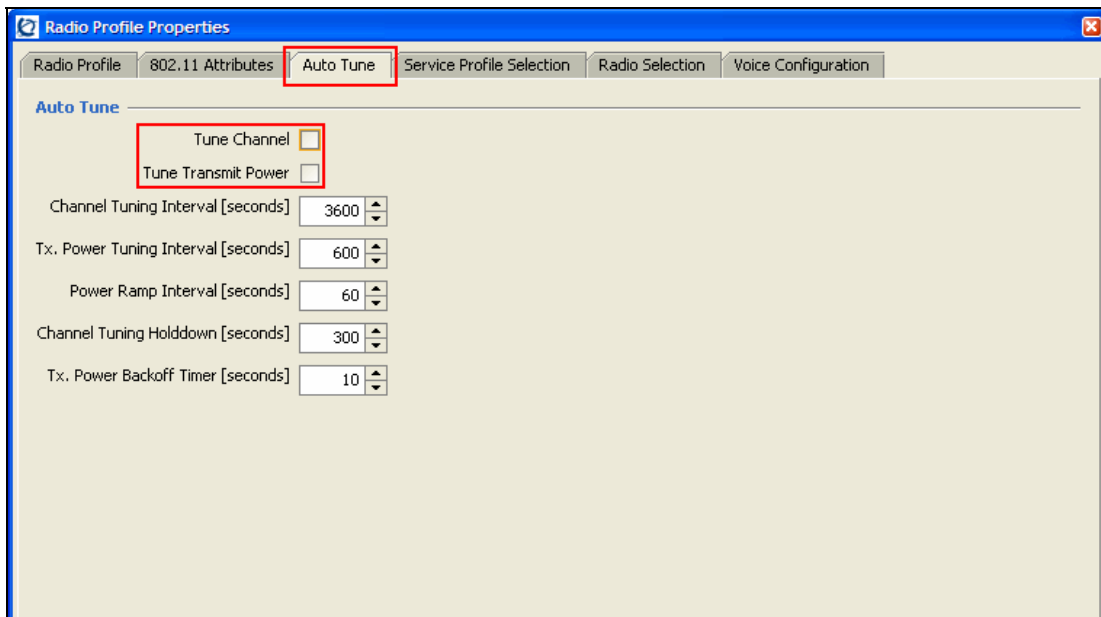 Radio Profile Properties
Radio Profile
802.11 Attributes
Auto Tune
Service Profile Selection
Radio Selection
Voice Configuration
Auto Tune
Tune Channel
Tune Transmit Power
Channel Tuning Interval [seconds] 3600
Tx. Power Tuning Interval [seconds] 600
Power Ramp Interval [seconds] 60
Channel Tuning Holddown [seconds] 300
Tx. Power Backoff Timer [seconds] 10